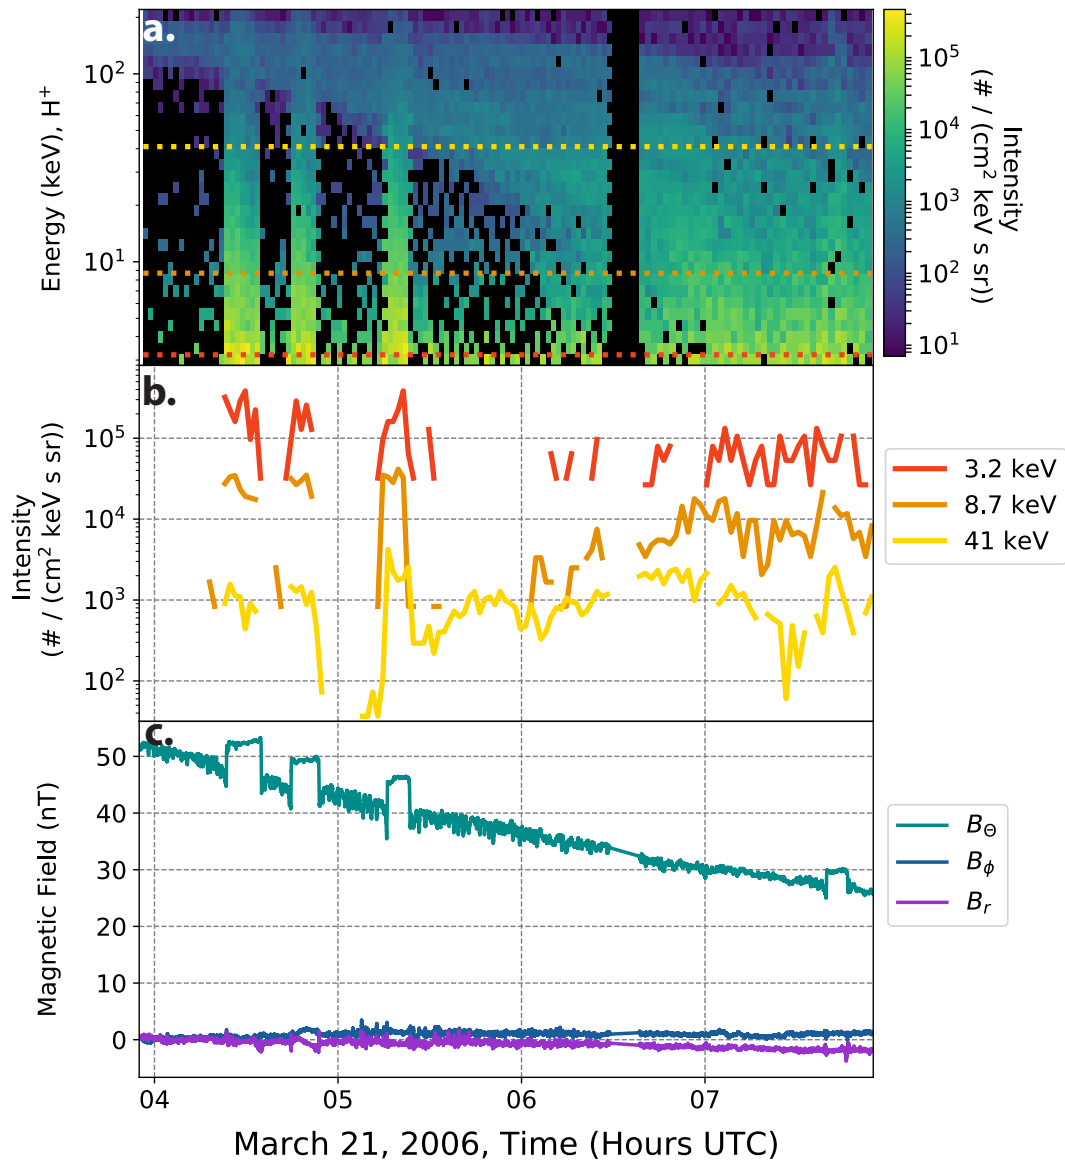 a.
10²
10¹
Energy (keV), H⁺
10⁵
10⁴
10³
10²
10¹
Intensity
(# / (cm² keV s sr))
b.
10⁵
10⁴
10³
10²
Intensity
(# / (cm² keV s sr))
3.2 keV
8.7 keV
41 keV
c.
50
40
30
20
10
0
Magnetic Field (nT)
B_Θ
B_ϕ
B_r
04 05 06 07
March 21, 2006, Time (Hours UTC)